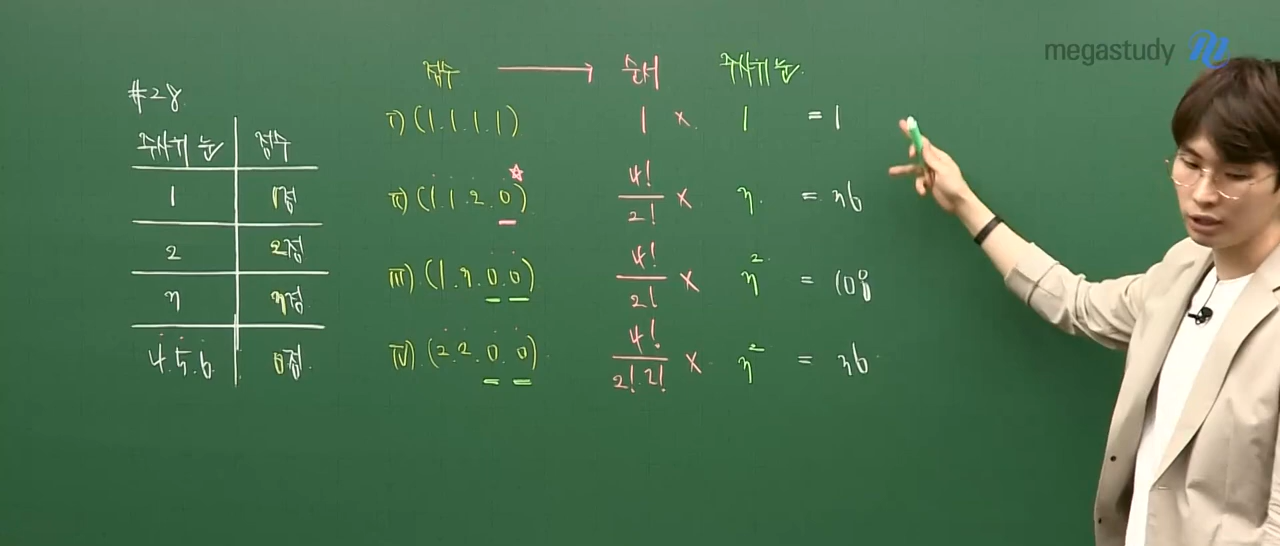 megastudy
#28
주사위 눈 점수
1 1점
2 2점
3 3점
4.5.6 0점
점수 → 순서 주사위 눈
i) (1.1.1.1) 1 × 1 = 1
ii) (1.1.2.0) 4!/2! × 3 = 36
iii) (1.3.0.0) 4!/2! × 3² = 108
iv) (2.2.0.0) 4!/2!2! × 3² = 36